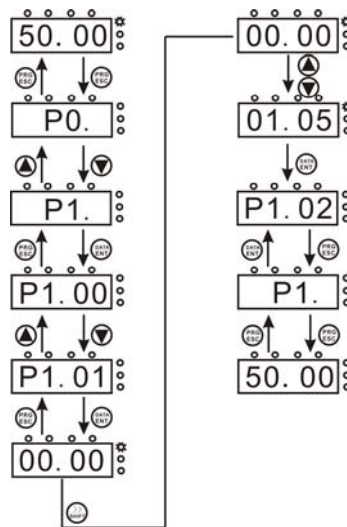 50.00
PRG
ESC
PRG
ESC
P0.
P1.
PRG
ESC
DATA
ENT
P1.00
P1.01
PRG
ESC
DATA
ENT
00.00
>>
SHIFT
00.00
01.05
DATA
ENT
P1.02
DATA
ENT
PRG
ESC
P1.
PRG
ESC
PRG
ESC
50.00